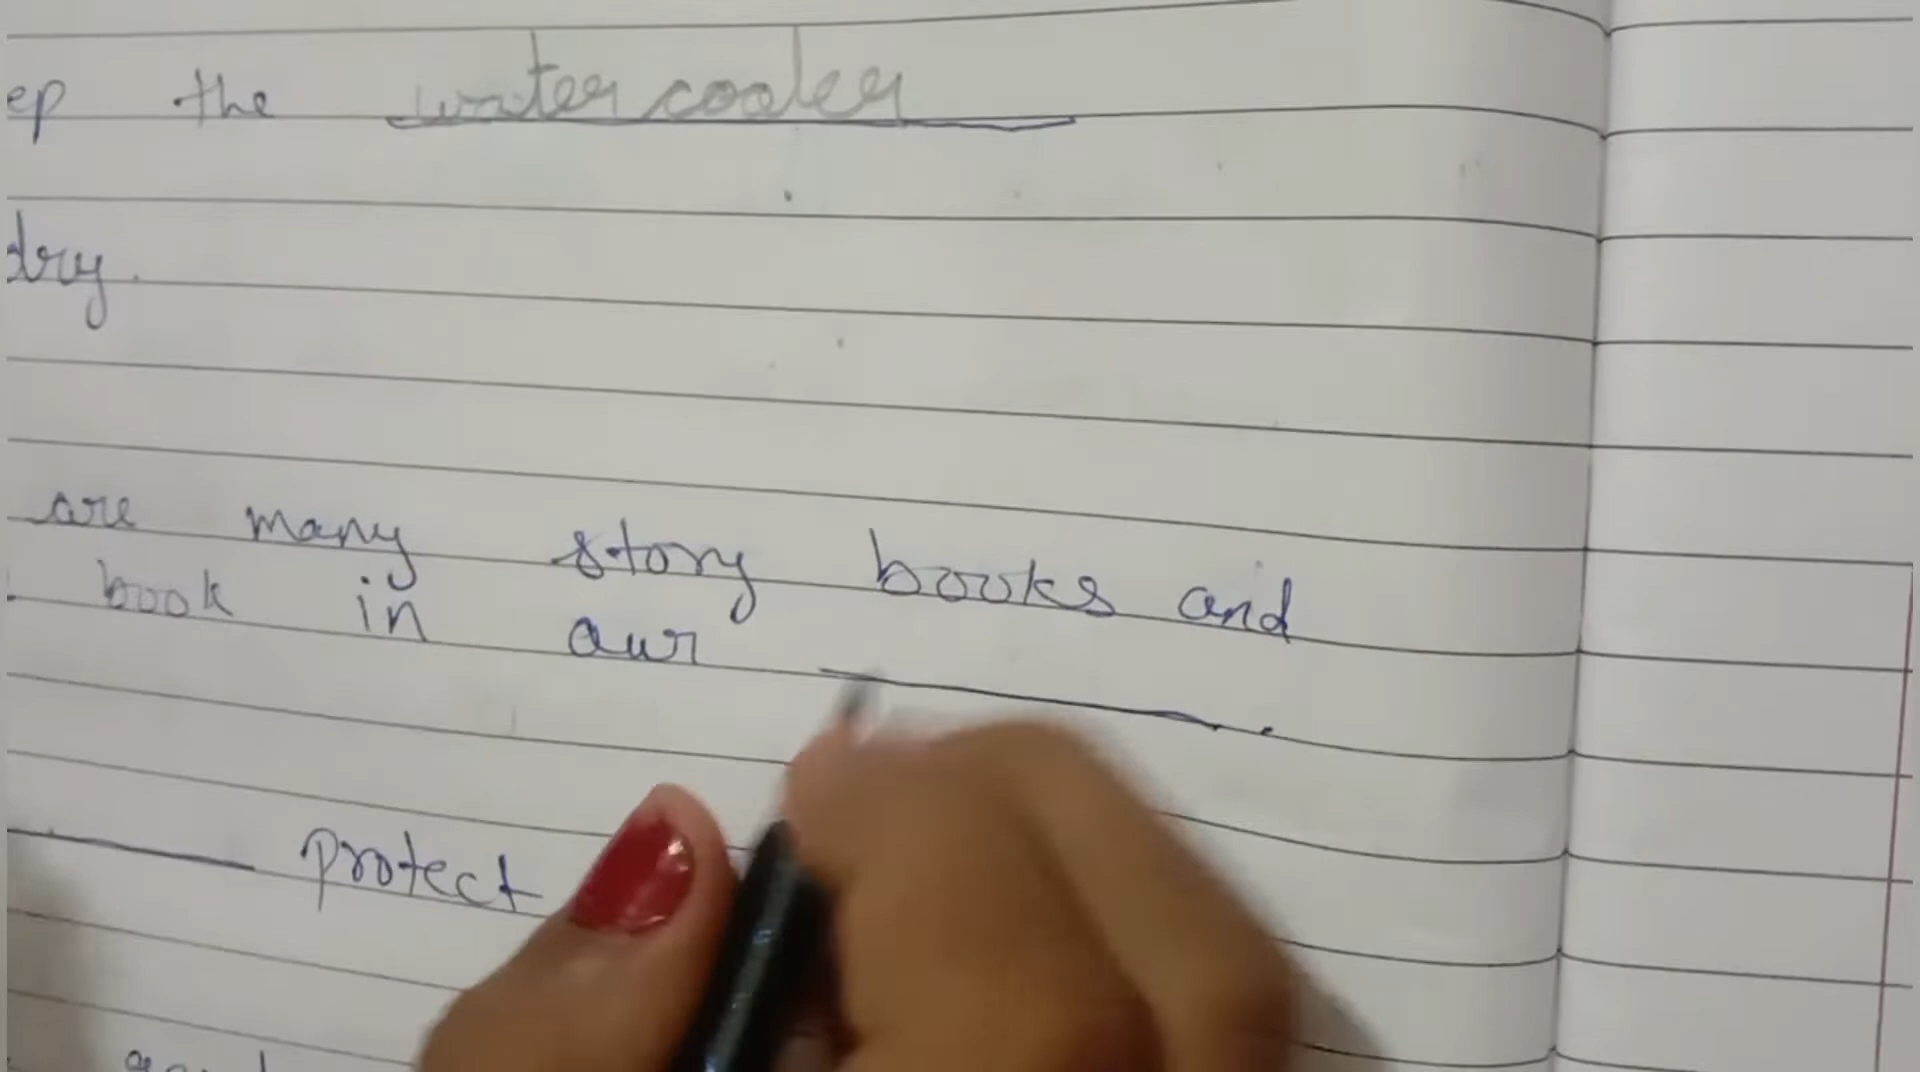 ep the water cooler
dry.
are many story books and
book in our
protect